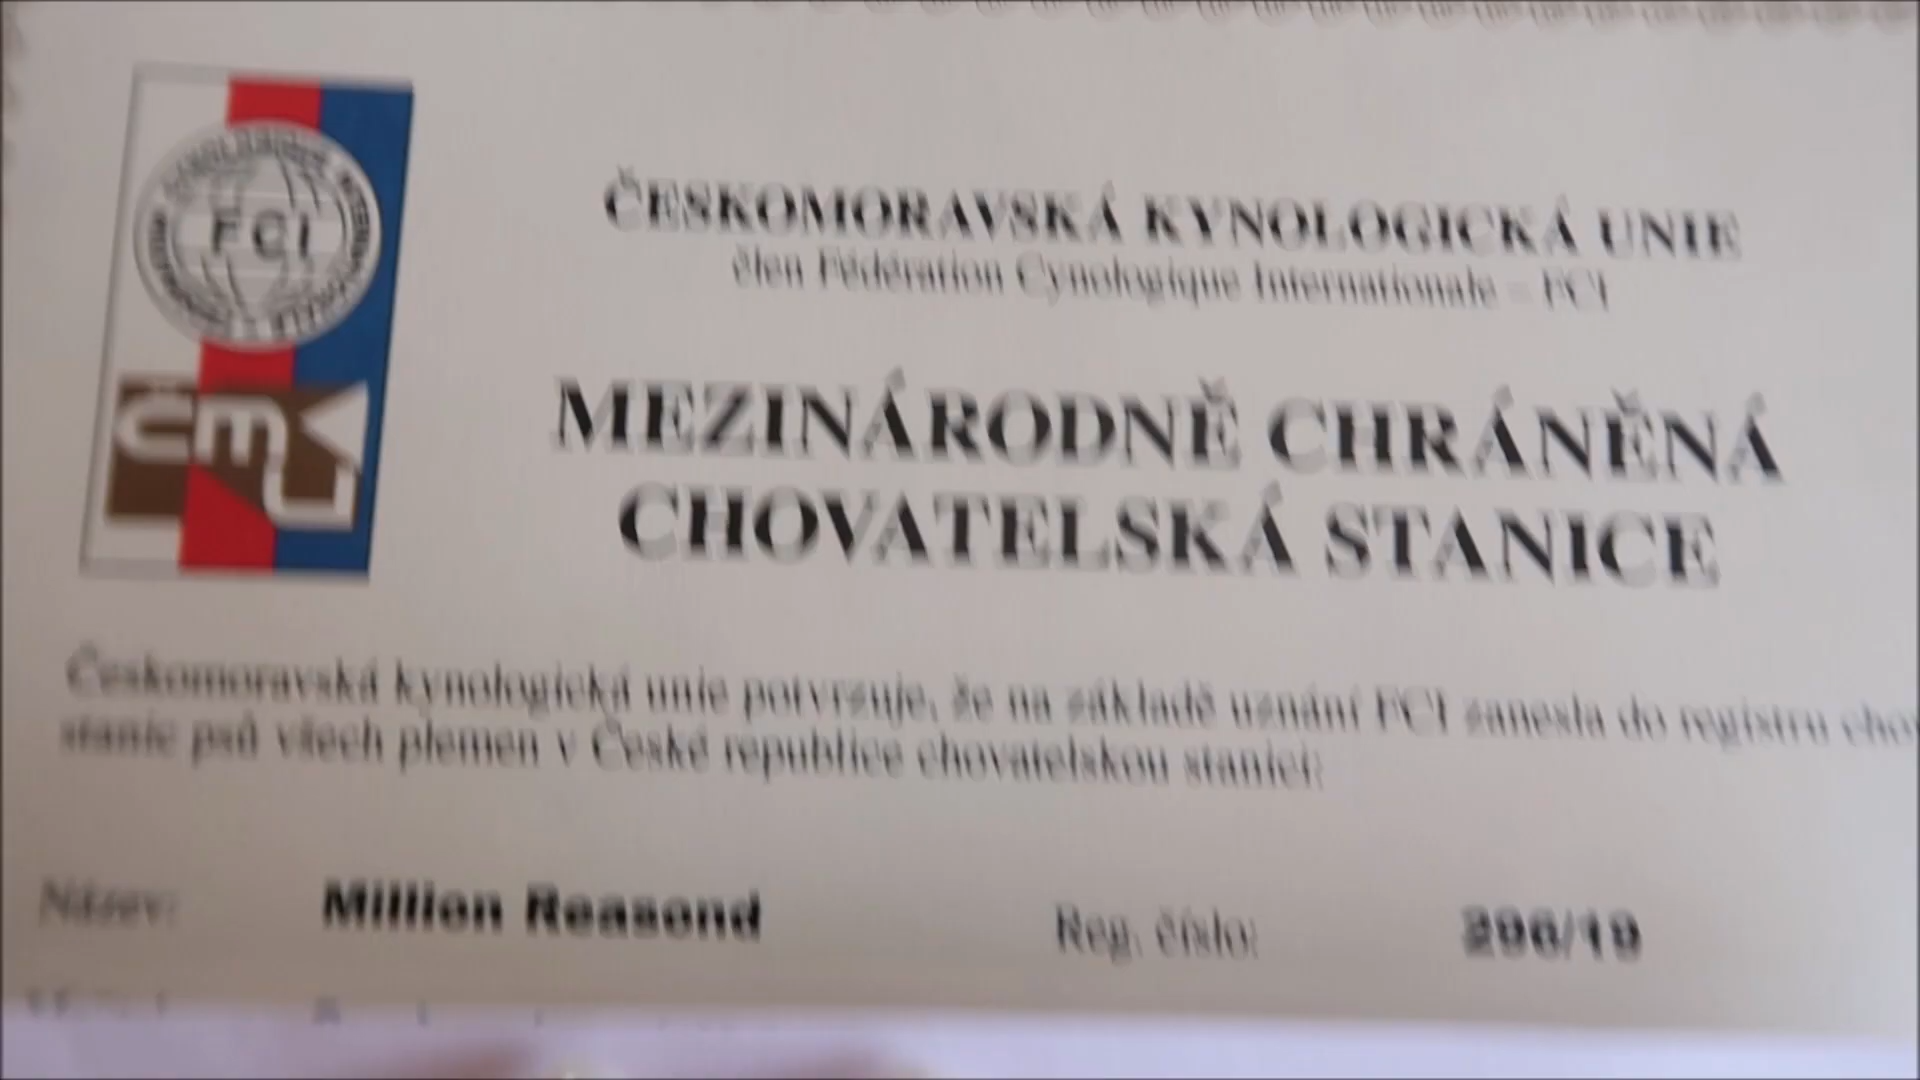 FCI
ČMKU
ČESKOMORAVSKÁ KYNOLOGICKÁ UNIE
člen Fédération Cynologique Internationale – FCI
MEZINÁRODNĚ CHRÁNĚNÁ
CHOVATELSKÁ STANICE
Českomoravská kynologická unie potvrzuje, že na základě uznání FCI zanesla do registru
stanic psů všech plemen v České republice chovatelskou stanici:
Název: Million Reasond Reg. číslo: 296/19